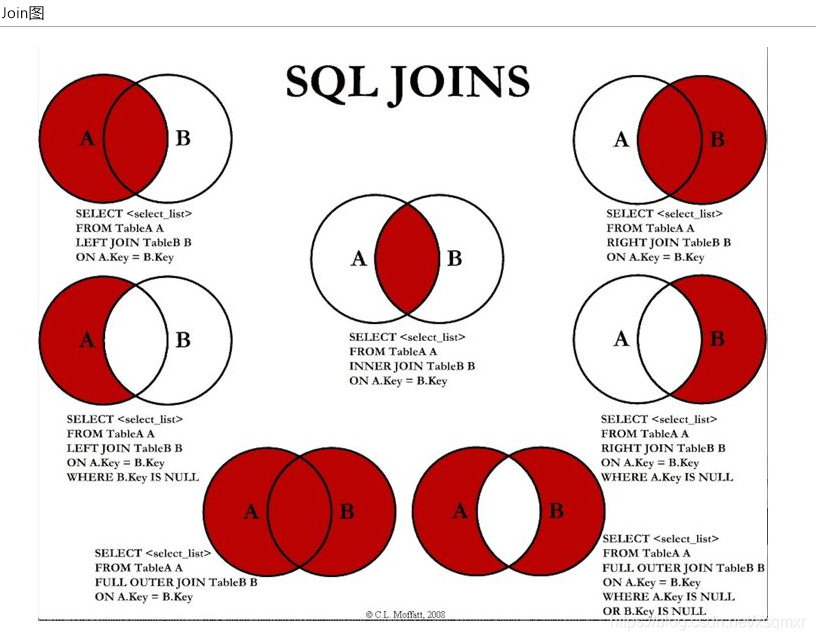 Join图
SQL JOINS
A B
SELECT <select_list>
FROM TableA A
LEFT JOIN TableB B
ON A.Key = B.Key
A B
SELECT <select_list>
FROM TableA A
RIGHT JOIN TableB B
ON A.Key = B.Key
A B
SELECT <select_list>
FROM TableA A
INNER JOIN TableB B
ON A.Key = B.Key
A B
SELECT <select_list>
FROM TableA A
LEFT JOIN TableB B
ON A.Key = B.Key
WHERE B.Key IS NULL
A B
SELECT <select_list>
FROM TableA A
RIGHT JOIN TableB B
ON A.Key = B.Key
WHERE A.Key IS NULL
A B
SELECT <select_list>
FROM TableA A
FULL OUTER JOIN TableB B
ON A.Key = B.Key
A B
SELECT <select_list>
FROM TableA A
FULL OUTER JOIN TableB B
ON A.Key = B.Key
WHERE A.Key IS NULL
OR B.Key IS NULL
© C.L. Moffatt, 2008
https://blog.csdn.net/xsqmxr